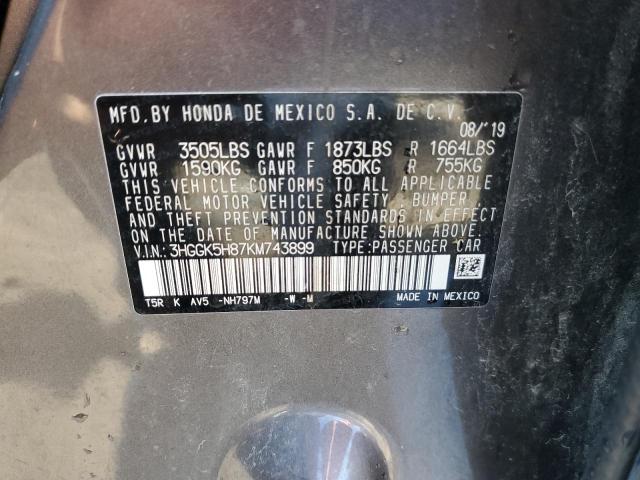 MFD.BY HONDA DE MEXICO S.A. DE C.V.
08/'19
GVWR 3505LBS GAWR F 1873LBS R 1664LBS
GVWR 1590KG GAWR F 850KG R 755KG
THIS VEHICLE CONFORMS TO ALL APPLICABLE
FEDERAL MOTOR VEHICLE SAFETY, BUMPER
AND THEFT PREVENTION STANDARDS IN EFFECT
ON THE DATE OF MANUFACTURE SHOWN ABOVE.
V.I.N: 3HGGK5H87KM743899 TYPE:PASSENGER CAR
T5R K AV5 -NH797M -W -M MADE IN MEXICO